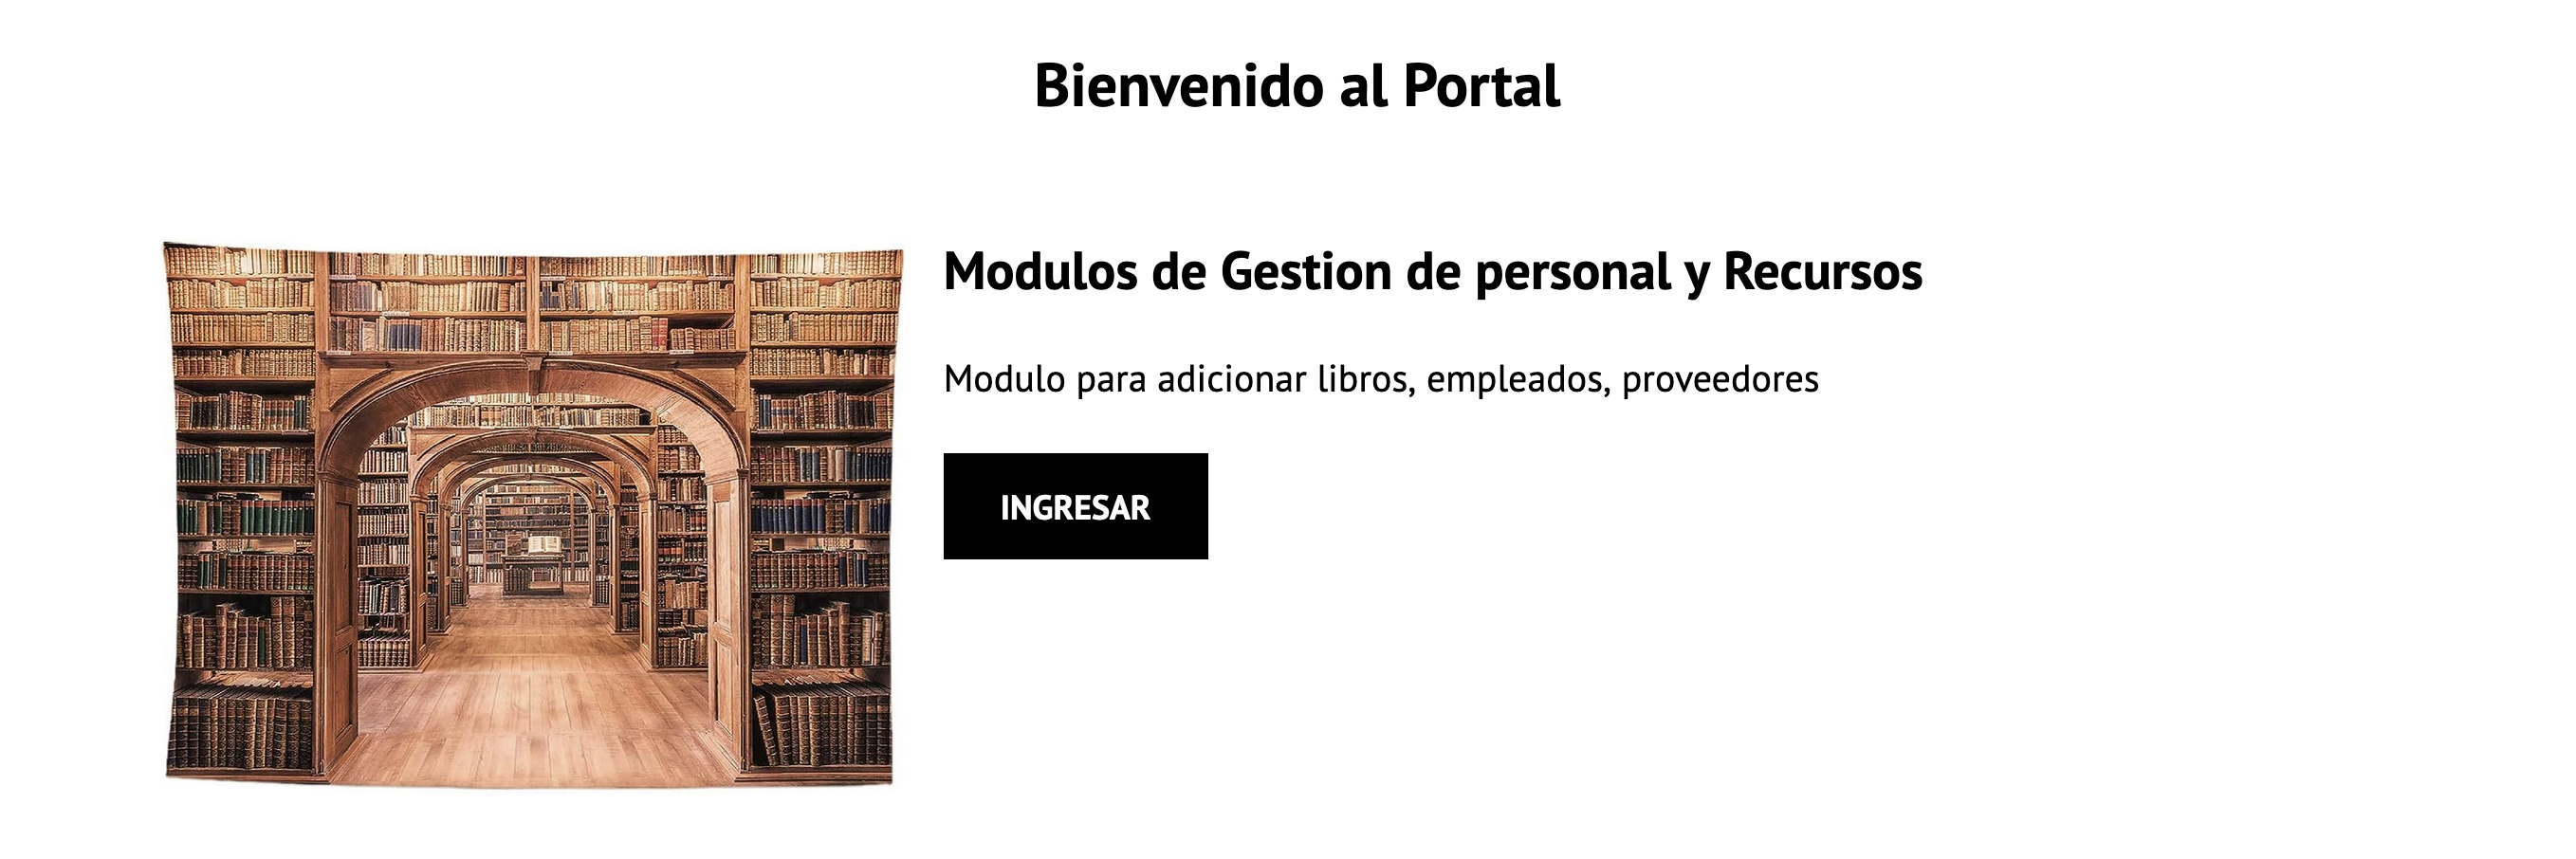 Bienvenido al Portal
Modulos de Gestion de personal y Recursos
Modulo para adicionar libros, empleados, proveedores
INGRESAR